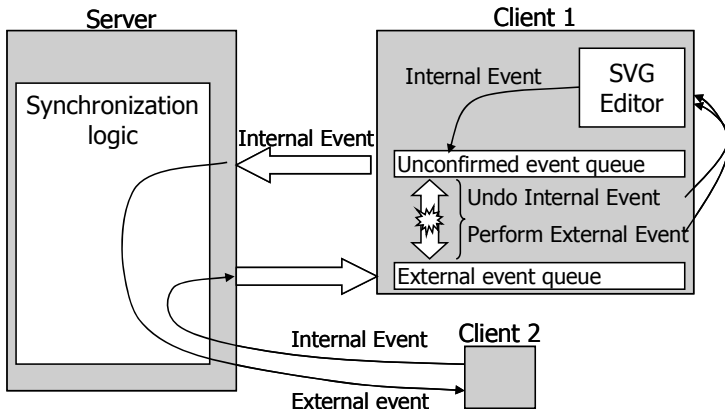 Server
Client 1
Internal Event
SVG
Editor
Synchronization
logic
Internal Event
Unconfirmed event queue
Undo Internal Event
Perform External Event
External event queue
Internal Event
Client 2
External event